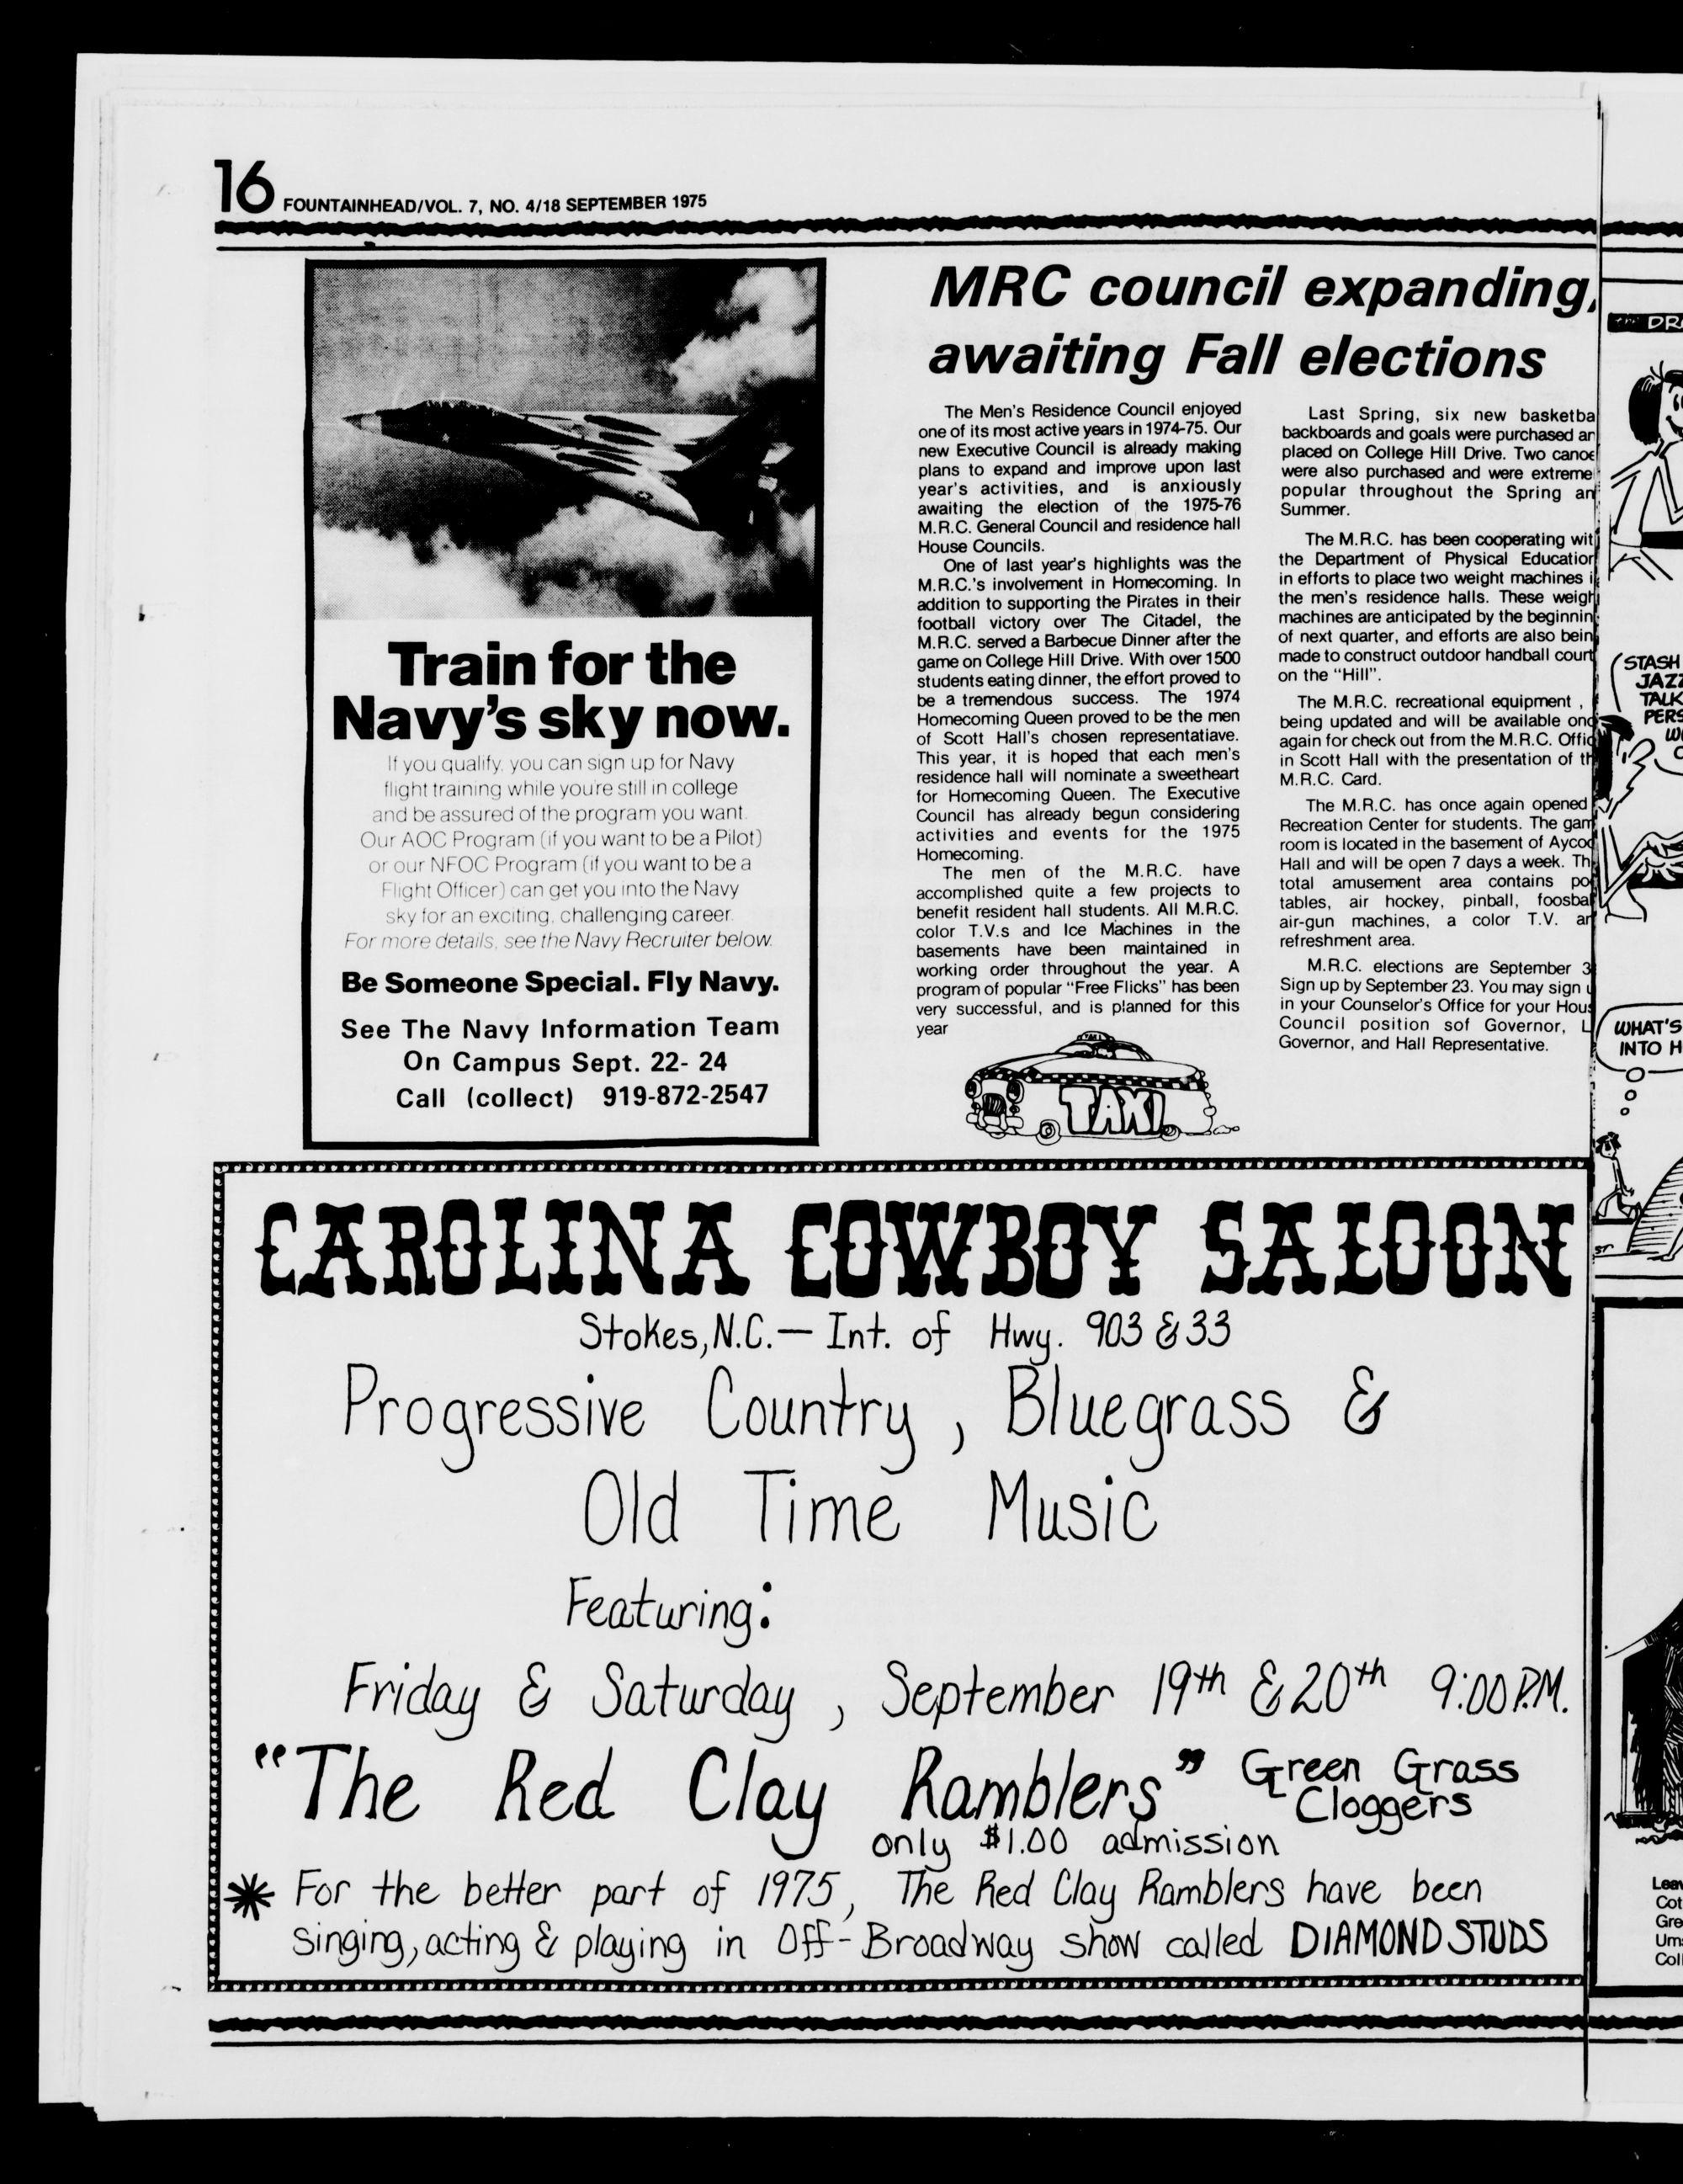 16 FOUNTAINHEAD/VOL. 7, NO. 4/18 SEPTEMBER 1975
Train for the
Navy's sky now.
If you qualify, you can sign up for Navy
flight training while you're still in college
and be assured of the program you want.
Our AOC Program (if you want to be a Pilot)
or our NFOC Program (if you want to be a
Flight Officer) can get you into the Navy
sky for an exciting, challenging career.
For more details, see the Navy Recruiter below.
Be Someone Special. Fly Navy.
See The Navy Information Team
On Campus Sept. 22- 24
Call (collect) 919-872-2547
MRC council expanding,
awaiting Fall elections
The Men's Residence Council enjoyed
one of its most active years in 1974-75. Our
new Executive Council is already making
plans to expand and improve upon last
year's activities, and is anxiously
awaiting the election of the 1975-76
M.R.C. General Council and residence hall
House Councils.
One of last year's highlights was the
M.R.C.'s involvement in Homecoming. In
addition to supporting the Pirates in their
football victory over The Citadel, the
M.R.C. served a Barbecue Dinner after the
game on College Hill Drive. With over 1500
students eating dinner, the effort proved to
be a tremendous success. The 1974
Homecoming Queen proved to be the men
of Scott Hall's chosen representatiave.
This year, it is hoped that each men's
residence hall will nominate a sweetheart
for Homecoming Queen. The Executive
Council has already begun considering
activities and events for the 1975
Homecoming.
The men of the M.R.C. have
accomplished quite a few projects to
benefit resident hall students. All M.R.C.
color T.V.s and Ice Machines in the
basements have been maintained in
working order throughout the year. A
program of popular "Free Flicks" has been
very successful, and is planned for this
year
TAXI
Last Spring, six new basketba
backboards and goals were purchased an
placed on College Hill Drive. Two canoe
were also purchased and were extreme
popular throughout the Spring an
Summer.
The M.R.C. has been cooperating wit
the Department of Physical Education
in efforts to place two weight machines i
the men's residence halls. These weigh
machines are anticipated by the beginnin
of next quarter, and efforts are also bein
made to construct outdoor handball court
on the "Hill".
The M.R.C. recreational equipment ,
being updated and will be available onc
again for check out from the M.R.C. Offic
in Scott Hall with the presentation of th
M.R.C. Card.
The M.R.C. has once again opened
Recreation Center for students. The gam
room is located in the basement of Aycoc
Hall and will be open 7 days a week. Th
total amusement area contains po
tables, air hockey, pinball, foosba
air-gun machines, a color T.V. an
refreshment area.
M.R.C. elections are September 3
Sign up by September 23. You may sign u
in your Counselor's Office for your Hous
Council position sof Governor, L
Governor, and Hall Representative.
CAROLINA COWBOY SALOON
Stokes, N.C. — Int. of Hwy. 903 & 33
Progressive Country, Bluegrass &
Old Time Music
Featuring:
Friday & Saturday, September 19th & 20th 9:00 P.M.
"The Red Clay Ramblers" Green Grass
Cloggers
only $1.00 admission
* For the better part of 1975, The Red Clay Ramblers have been
singing, acting & playing in Off-Broadway show called DIAMOND STUDS
DR
STASH
JAZZ
TALK
PERS
WHAT'S
INTO H
Leav
Cot
Gre
Ums
Coll